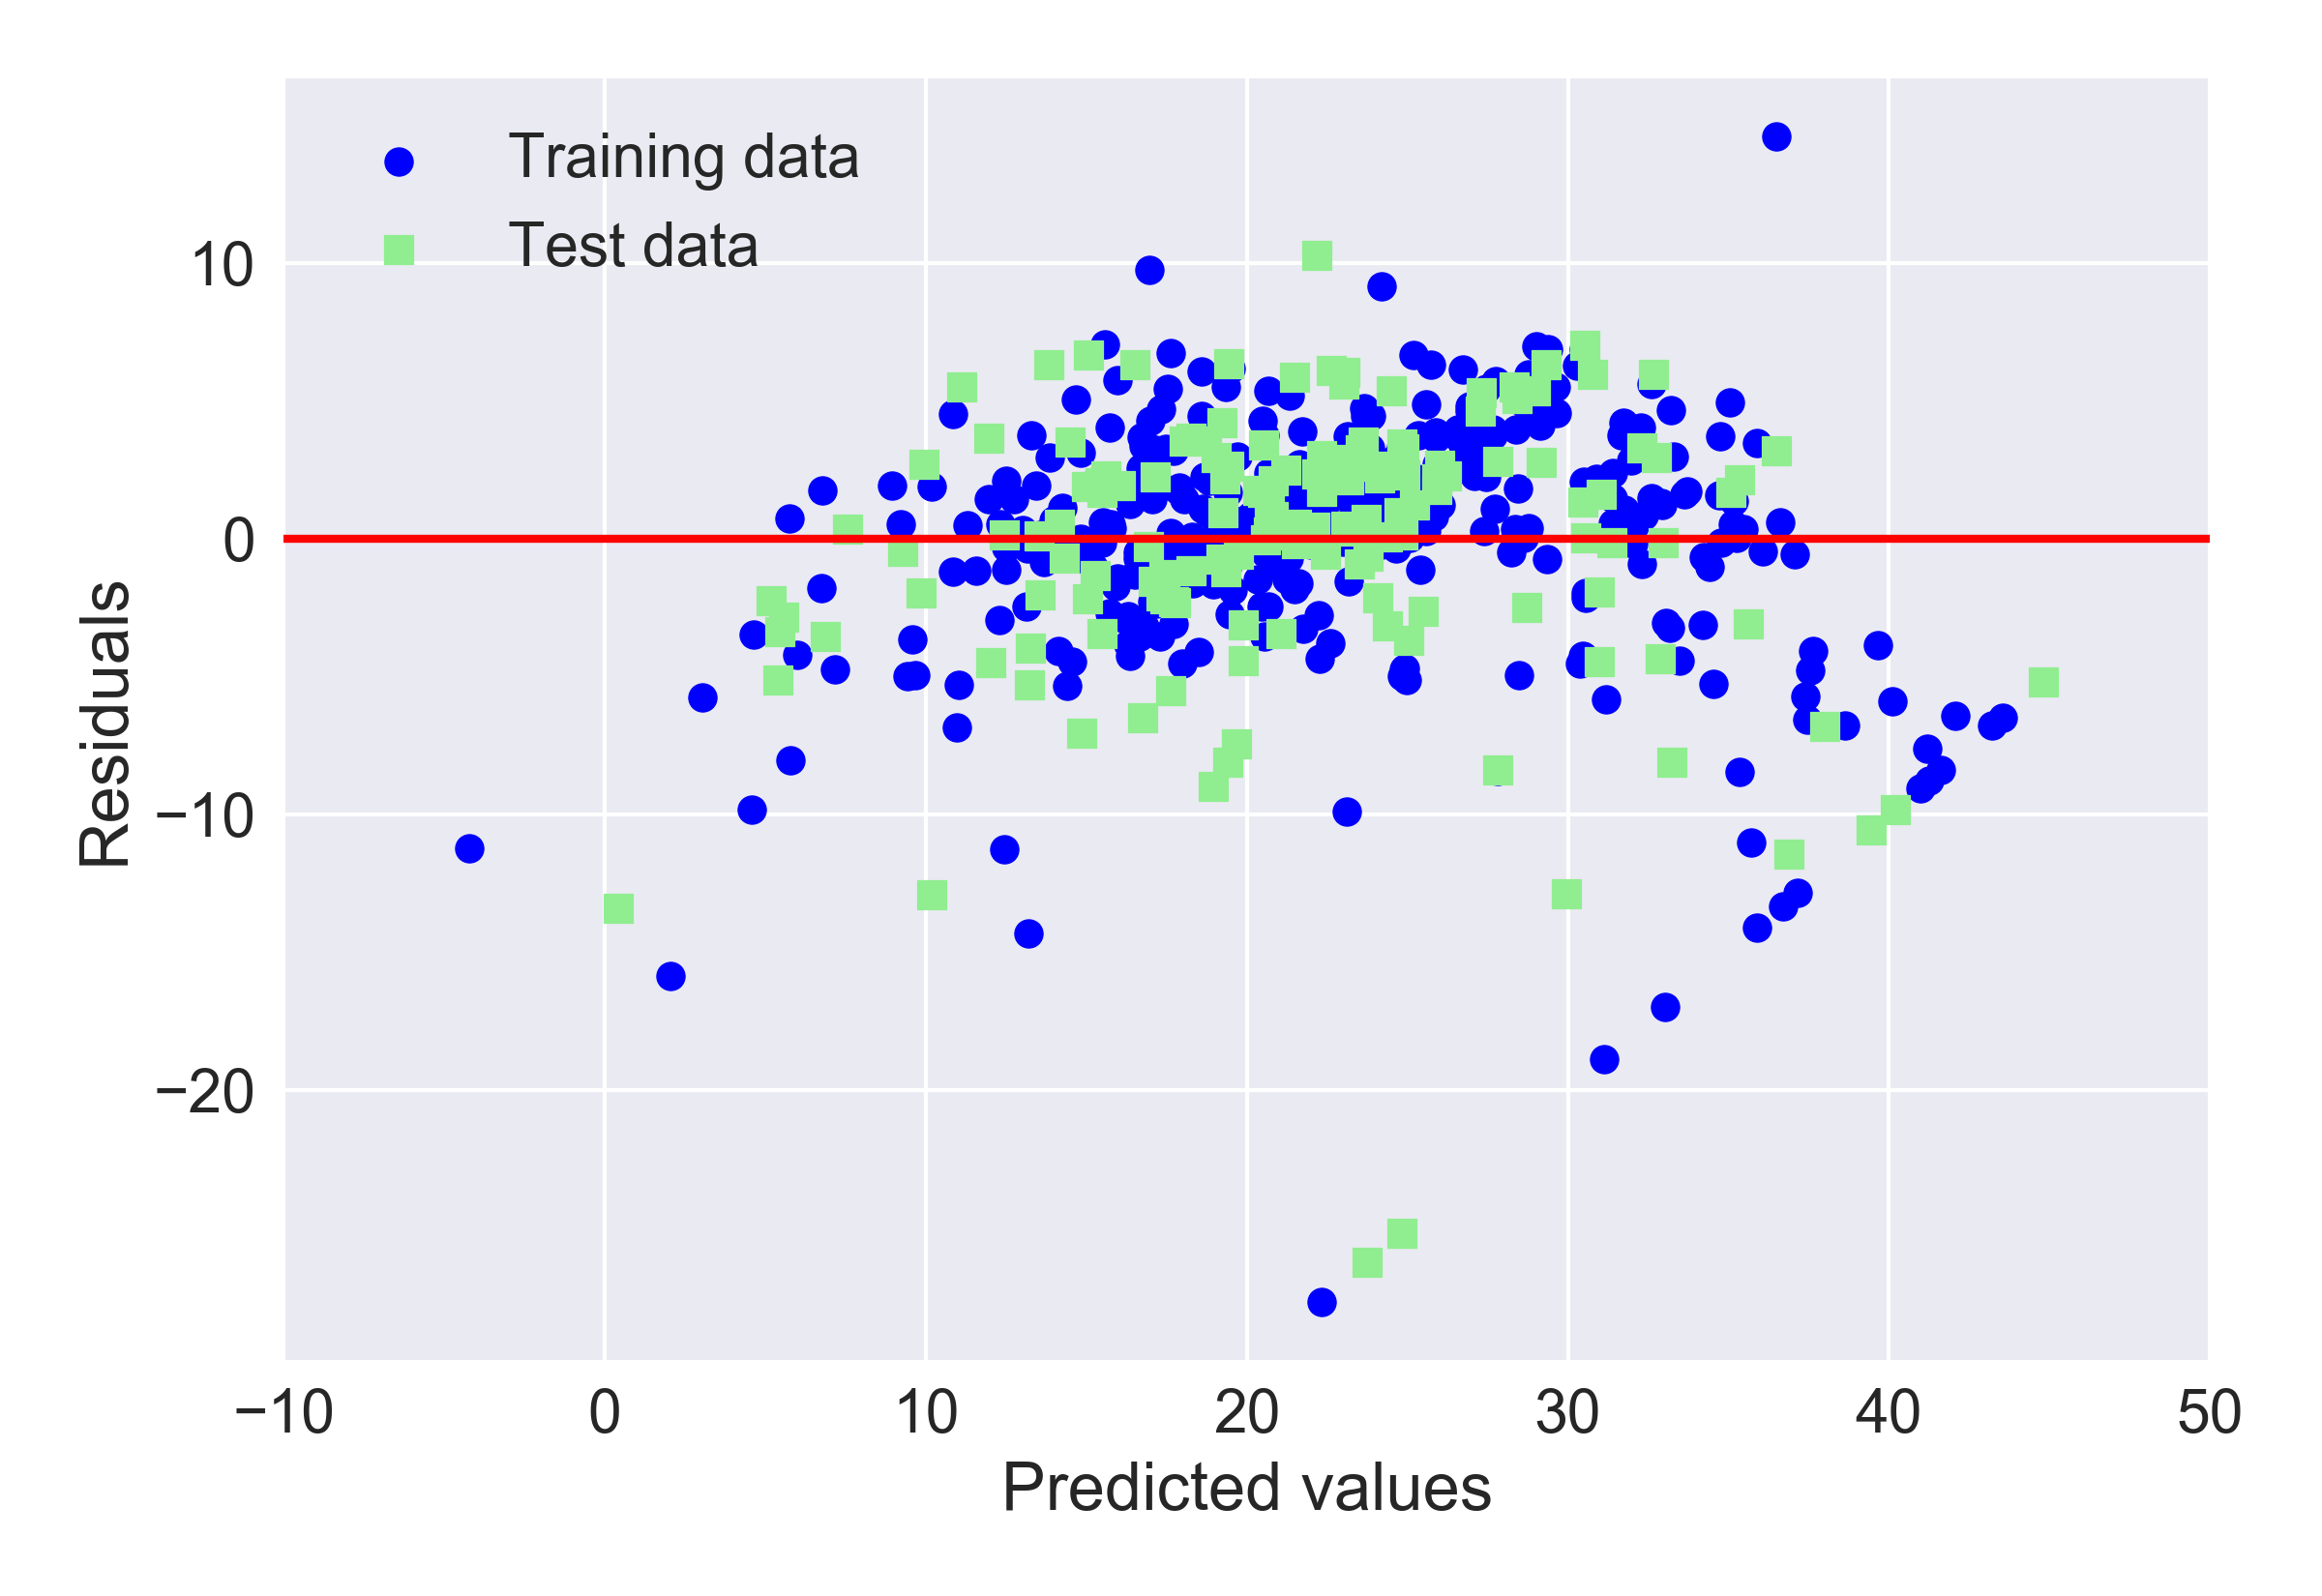 Training data
Test data
10
0
−10
−20
Residuals
−10 0 10 20 30 40 50
Predicted values